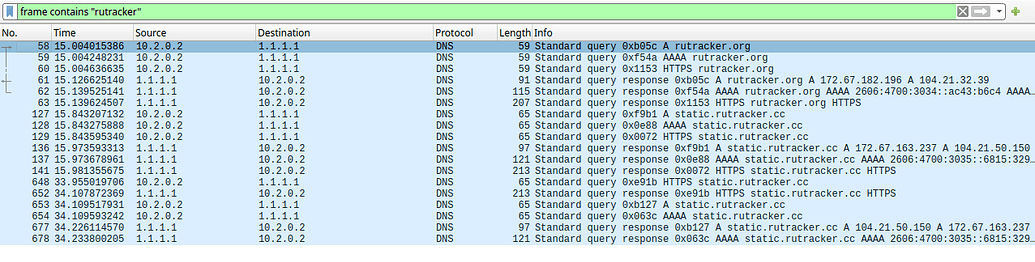 frame contains "rutracker"
No. Time Source Destination Protocol Length Info
58 15.004015386 10.2.0.2 1.1.1.1 DNS 59 Standard query 0xb05c A rutracker.org
59 15.004248231 10.2.0.2 1.1.1.1 DNS 59 Standard query 0xf54a AAAA rutracker.org
60 15.004636635 10.2.0.2 1.1.1.1 DNS 59 Standard query 0x1153 HTTPS rutracker.org
61 15.126625140 1.1.1.1 10.2.0.2 DNS 91 Standard query response 0xb05c A rutracker.org A 172.67.182.196 A 104.21.32.39
62 15.139525141 1.1.1.1 10.2.0.2 DNS 115 Standard query response 0xf54a AAAA rutracker.org AAAA 2606:4700:3034::ac43:b6c4 AAAA…
63 15.139624507 1.1.1.1 10.2.0.2 DNS 207 Standard query response 0x1153 HTTPS rutracker.org HTTPS
127 15.843207132 10.2.0.2 1.1.1.1 DNS 65 Standard query 0xf9b1 A static.rutracker.cc
128 15.843275888 10.2.0.2 1.1.1.1 DNS 65 Standard query 0x0e88 AAAA static.rutracker.cc
129 15.843595340 10.2.0.2 1.1.1.1 DNS 65 Standard query 0x0072 HTTPS static.rutracker.cc
136 15.973593313 1.1.1.1 10.2.0.2 DNS 97 Standard query response 0xf9b1 A static.rutracker.cc A 172.67.163.237 A 104.21.50.150
137 15.973678961 1.1.1.1 10.2.0.2 DNS 121 Standard query response 0x0e88 AAAA static.rutracker.cc AAAA 2606:4700:3035::6815:329…
141 15.981355675 1.1.1.1 10.2.0.2 DNS 213 Standard query response 0x0072 HTTPS static.rutracker.cc HTTPS
648 33.955019706 10.2.0.2 1.1.1.1 DNS 65 Standard query 0xe91b HTTPS static.rutracker.cc
652 34.107872369 1.1.1.1 10.2.0.2 DNS 213 Standard query response 0xe91b HTTPS static.rutracker.cc HTTPS
653 34.109517931 10.2.0.2 1.1.1.1 DNS 65 Standard query 0xb127 A static.rutracker.cc
654 34.109593242 10.2.0.2 1.1.1.1 DNS 65 Standard query 0x063c AAAA static.rutracker.cc
677 34.226114570 1.1.1.1 10.2.0.2 DNS 97 Standard query response 0xb127 A static.rutracker.cc A 104.21.50.150 A 172.67.163.237
678 34.233800205 1.1.1.1 10.2.0.2 DNS 121 Standard query response 0x063c AAAA static.rutracker.cc AAAA 2606:4700:3035::6815:329…